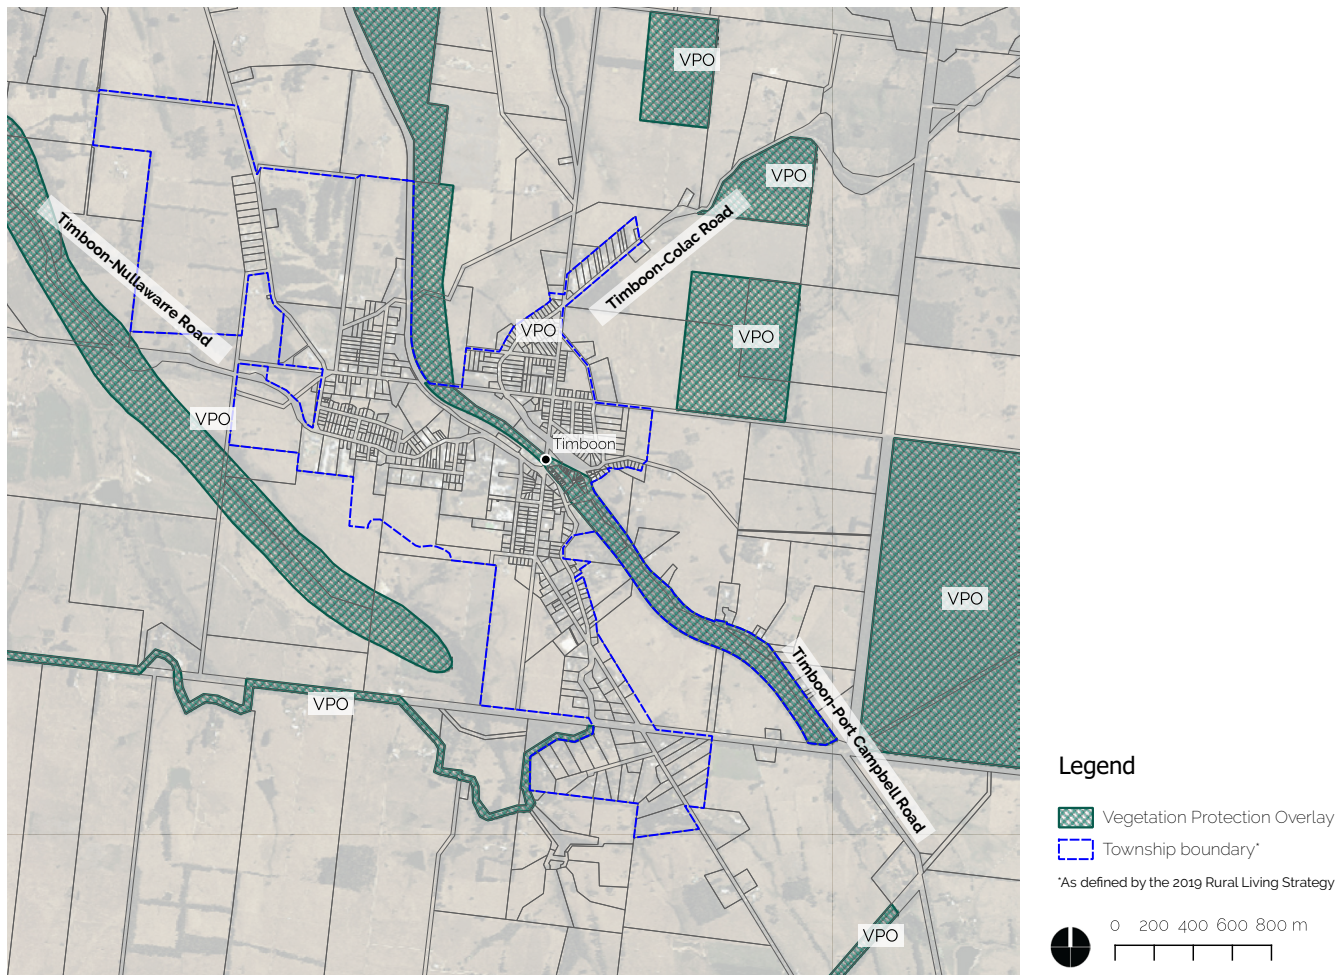 VPO
VPO
Timboon-Colac Road
Timboon-Nullawarre Road
VPO
VPO
VPO
Timboon
VPO
VPO
Timboon-Port Campbell Road
VPO
Legend
Vegetation Protection Overlay
Township boundary*
*As defined by the 2019 Rural Living Strategy
0 200 400 600 800 m